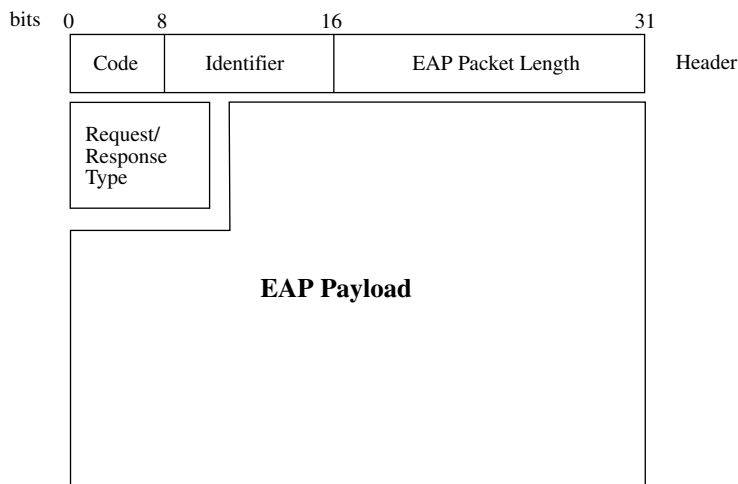 bits 0 8 16 31
Code Identifier EAP Packet Length Header
Request/
Response
Type
EAP Payload